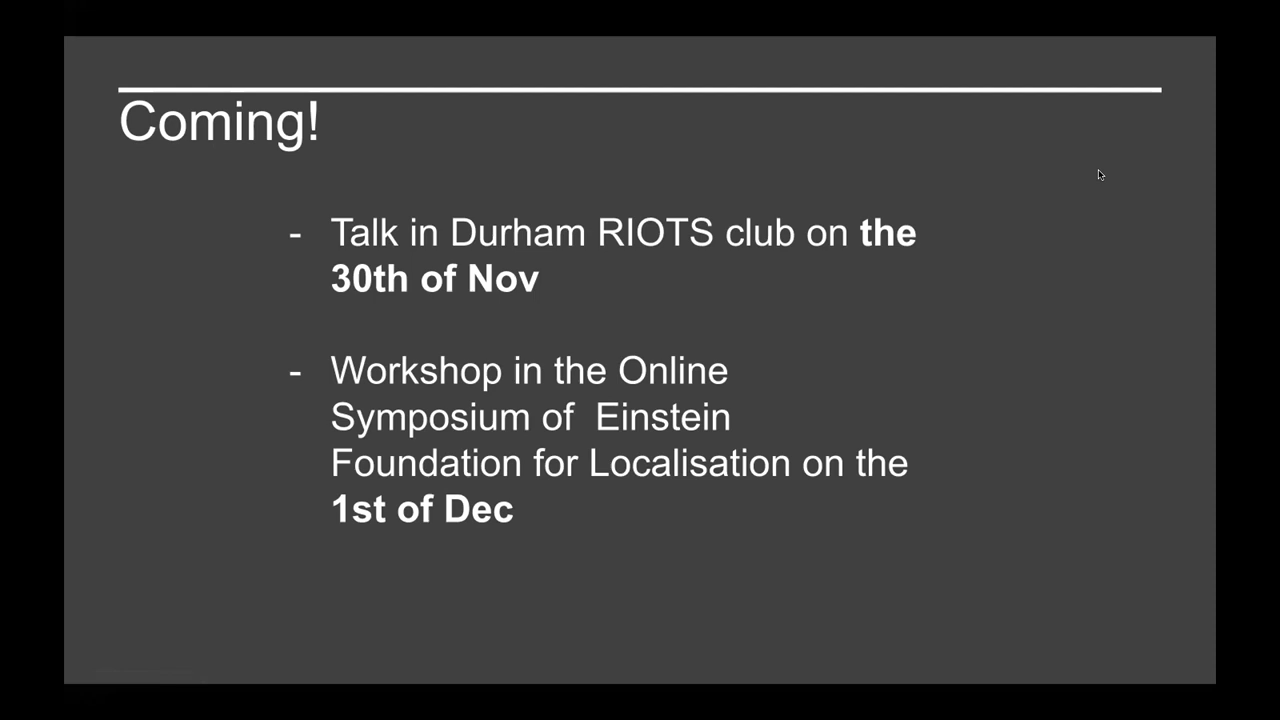 Coming!
- Talk in Durham RIOTS club on the
30th of Nov
- Workshop in the Online
Symposium of  Einstein
Foundation for Localisation on the
1st of Dec